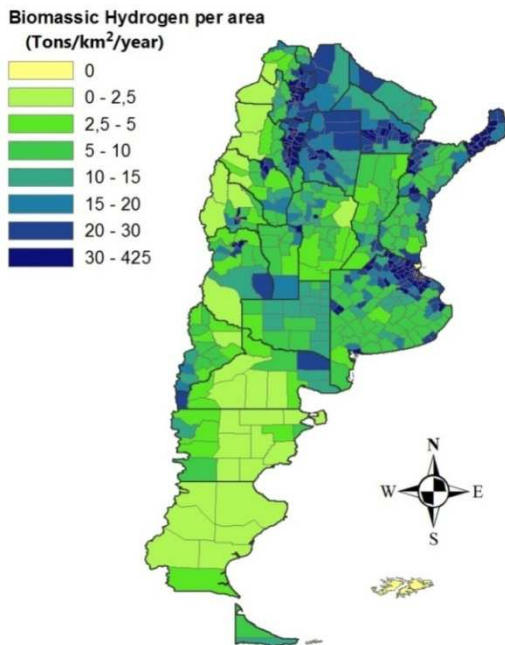 Biomassic Hydrogen per area
(Tons/km²/year)
0
0 - 2,5
2,5 - 5
5 - 10
10 - 15
15 - 20
20 - 30
30 - 425
N
W E
S